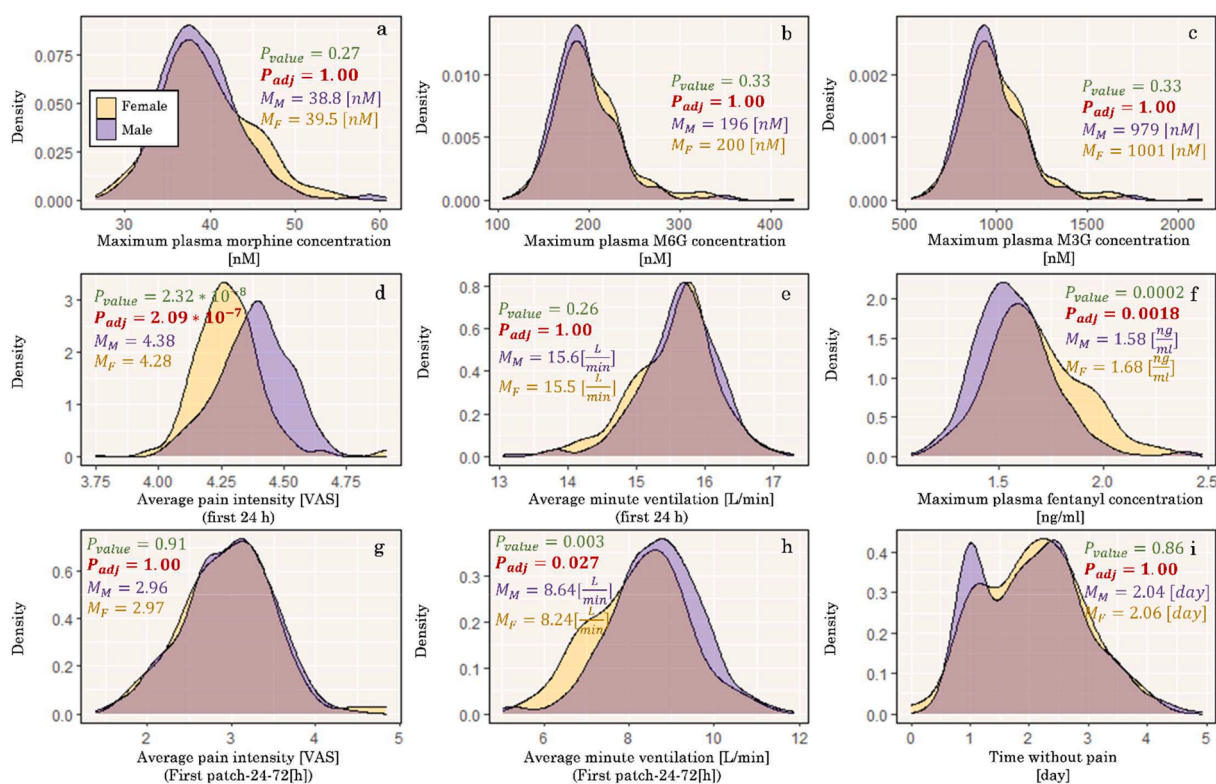 a
P_value = 0.27
P_adj = 1.00
M_M = 38.8 [nM]
M_F = 39.5 [nM]
Female
Male
Density
0.075
0.050
0.025
0.000
30 40 50 60
Maximum plasma morphine concentration
[nM]
b
P_value = 0.33
P_adj = 1.00
M_M = 196 [nM]
M_F = 200 [nM]
Density
0.010
0.005
0.000
100 200 300 400
Maximum plasma M6G concentration
[nM]
c
P_value = 0.33
P_adj = 1.00
M_M = 979 [nM]
M_F = 1001 [nM]
Density
0.002
0.001
0.000
500 1000 1500 2000
Maximum plasma M3G concentration
[nM]
d
P_value = 2.32 * 10^-8
P_adj = 2.09 * 10^-7
M_M = 4.38
M_F = 4.28
Density
3
2
1
0
3.75 4.00 4.25 4.50 4.75
Average pain intensity [VAS]
(first 24 h)
e
P_value = 0.26
P_adj = 1.00
M_M = 15.6[L/min]
M_F = 15.5 [L/min]
Density
0.8
0.6
0.4
0.2
0.0
13 14 15 16 17
Average minute ventilation [L/min]
(first 24 h)
f
P_value = 0.0002
P_adj = 0.0018
M_M = 1.58 [ng/ml]
M_F = 1.68 [ng/ml]
Density
2.0
1.5
1.0
0.5
0.0
1.5 2.0 2.5
Maximum plasma fentanyl concentration
[ng/ml]
g
P_value = 0.91
P_adj = 1.00
M_M = 2.96
M_F = 2.97
Density
0.6
0.4
0.2
0.0
2 3 4 5
Average pain intensity [VAS]
(First patch-24-72[h])
h
P_value = 0.003
P_adj = 0.027
M_M = 8.64[L/min]
M_F = 8.24[L/min]
Density
0.3
0.2
0.1
0.0
6 8 10 12
Average minute ventilation [L/min]
(First patch-24-72[h])
i
P_value = 0.86
P_adj = 1.00
M_M = 2.04 [day]
M_F = 2.06 [day]
Density
0.4
0.3
0.2
0.1
0.0
0 1 2 3 4 5
Time without pain
[day]